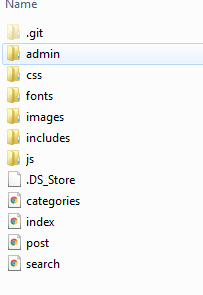 Name
.git
admin
css
fonts
images
includes
js
.DS_Store
categories
index
post
search